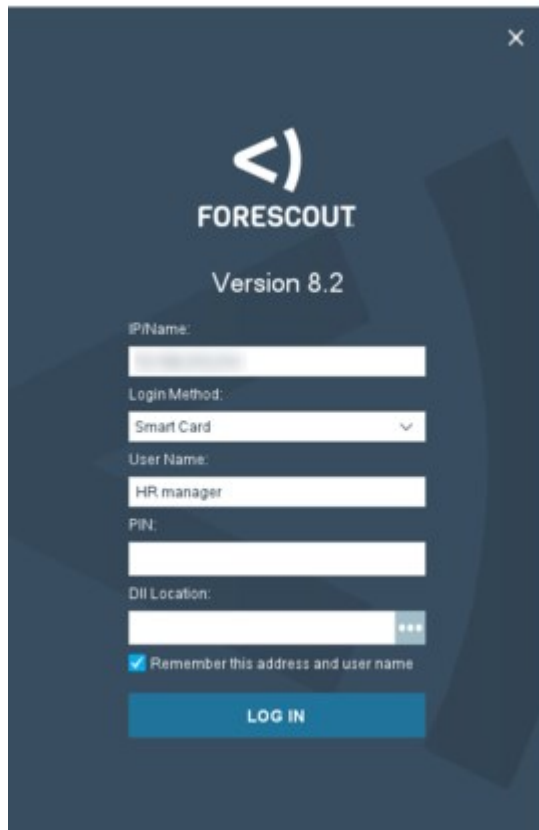 FORESCOUT
Version 8.2
IP/Name:
Login Method:
Smart Card
User Name:
HR manager
PIN:
Dll Location:
Remember this address and user name
LOG IN